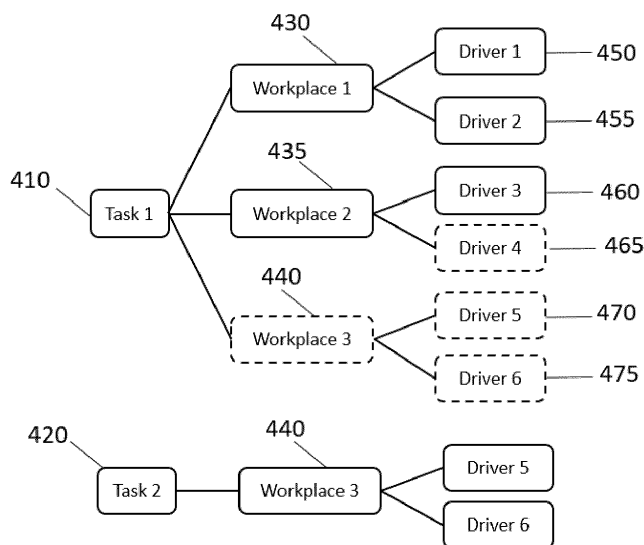 430
Driver 1
450
Workplace 1
Driver 2
455
435
410
Driver 3
460
Task 1
Workplace 2
Driver 4
465
440
Driver 5
470
Workplace 3
Driver 6
475
420
440
Driver 5
Task 2
Workplace 3
Driver 6